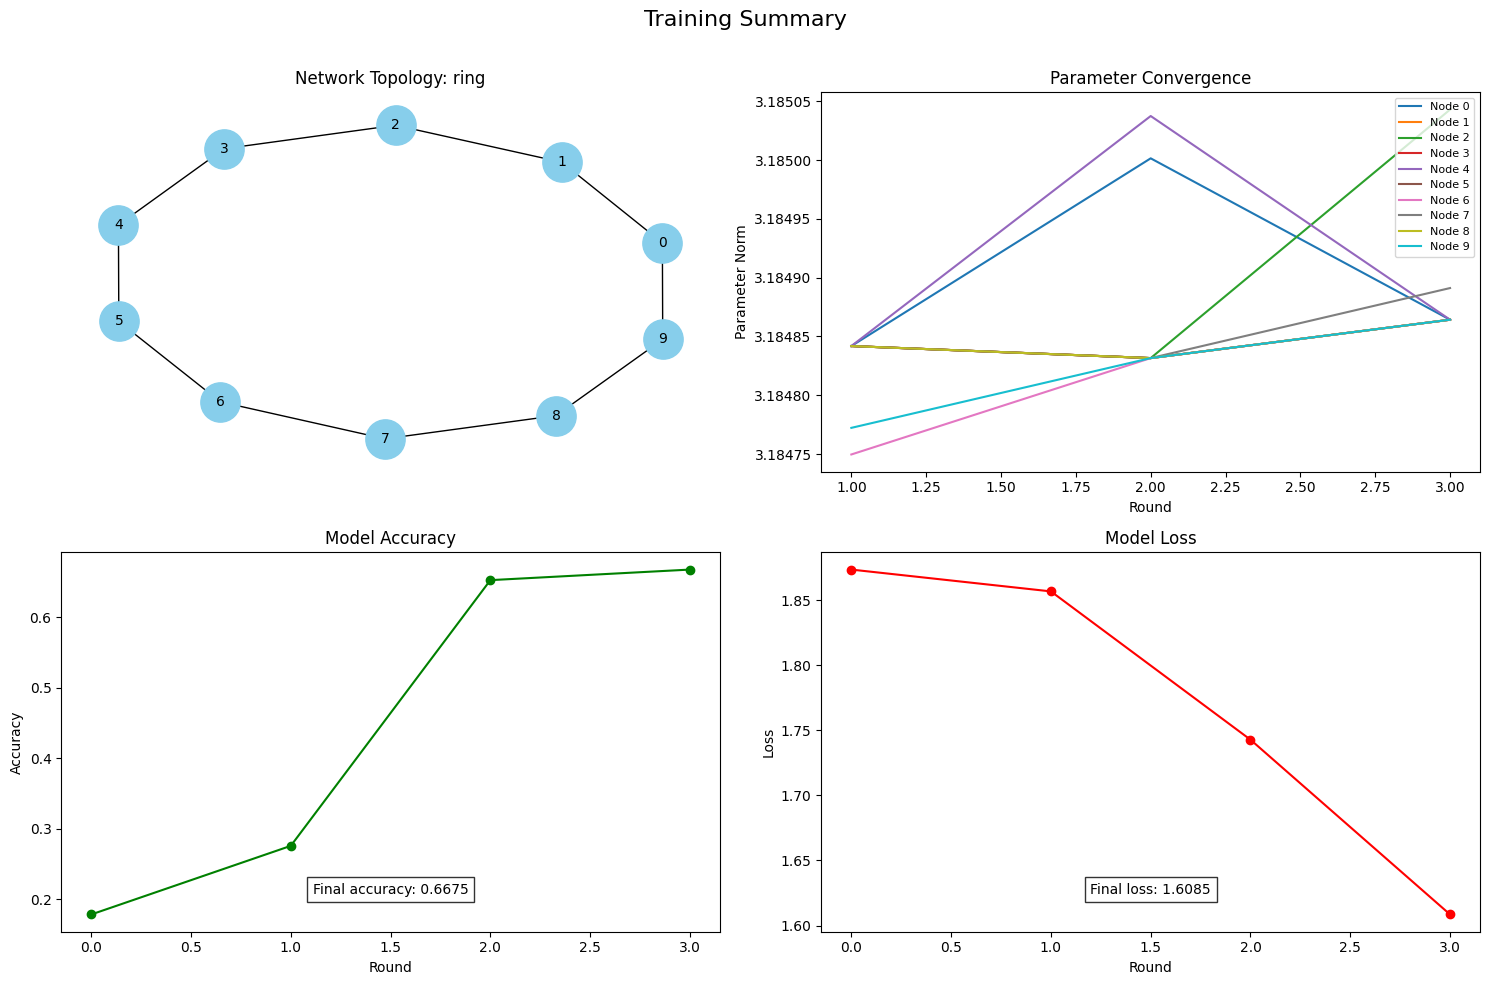 Training Summary
Network Topology: ring
2
3
1
4
0
5
9
6
8
7
Parameter Convergence
3.18505
3.18500
3.18495
3.18490
3.18485
3.18480
3.18475
Parameter Norm
Node 0
Node 1
Node 2
Node 3
Node 4
Node 5
Node 6
Node 7
Node 8
Node 9
1.00 1.25 1.50 1.75 2.00 2.25 2.50 2.75 3.00
Round
Model Accuracy
0.6
0.5
0.4
0.3
0.2
Accuracy
Final accuracy: 0.6675
0.0 0.5 1.0 1.5 2.0 2.5 3.0
Round
Model Loss
1.85
1.80
1.75
1.70
1.65
1.60
Loss
Final loss: 1.6085
0.0 0.5 1.0 1.5 2.0 2.5 3.0
Round